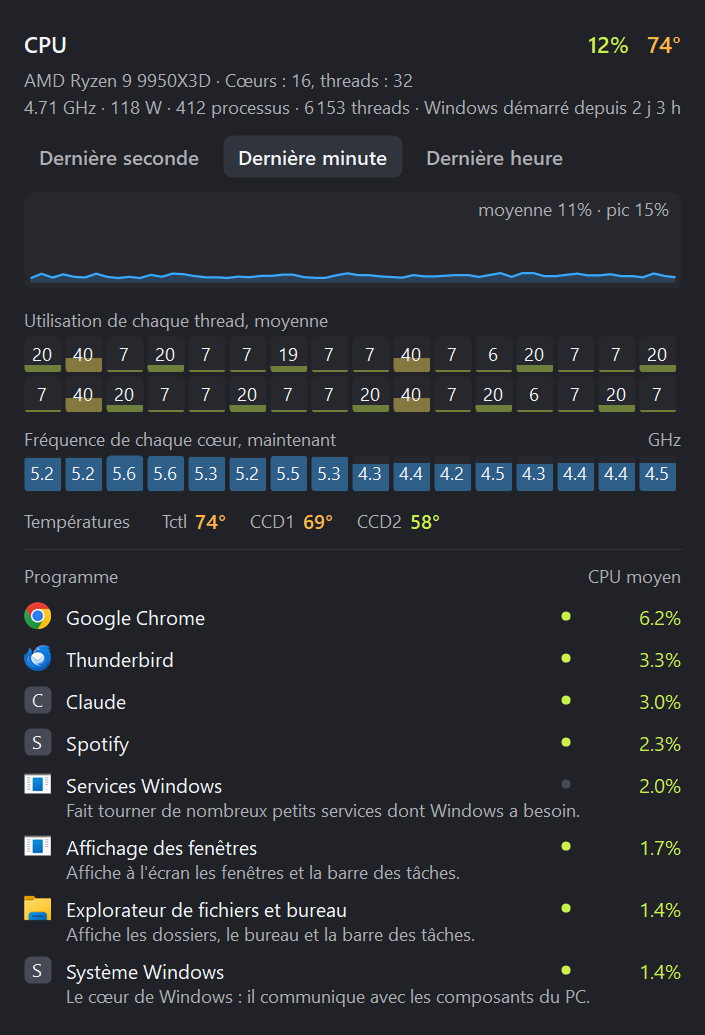 CPU 12% 74°
AMD Ryzen 9 9950X3D · Cœurs : 16, threads : 32
4.71 GHz · 118 W · 412 processus · 6 153 threads · Windows démarré depuis 2 j 3 h
Dernière seconde Dernière minute Dernière heure
moyenne 11% · pic 15%
Utilisation de chaque thread, moyenne
20 40 7 20 7 7 19 7 7 40 7 6 20 7 7 20
7 40 20 7 7 20 7 7 20 40 7 20 6 7 20 7
Fréquence de chaque cœur, maintenant GHz
5.2 5.2 5.6 5.6 5.3 5.2 5.5 5.3 4.3 4.4 4.2 4.5 4.3 4.4 4.4 4.5
Températures Tctl 74° CCD1 69° CCD2 58°
Programme CPU moyen
Google Chrome 6.2%
Thunderbird 3.3%
C Claude 3.0%
S Spotify 2.3%
Services Windows 2.0%
Fait tourner de nombreux petits services dont Windows a besoin.
Affichage des fenêtres 1.7%
Affiche à l'écran les fenêtres et la barre des tâches.
Explorateur de fichiers et bureau 1.4%
Affiche les dossiers, le bureau et la barre des tâches.
S Système Windows 1.4%
Le cœur de Windows : il communique avec les composants du PC.